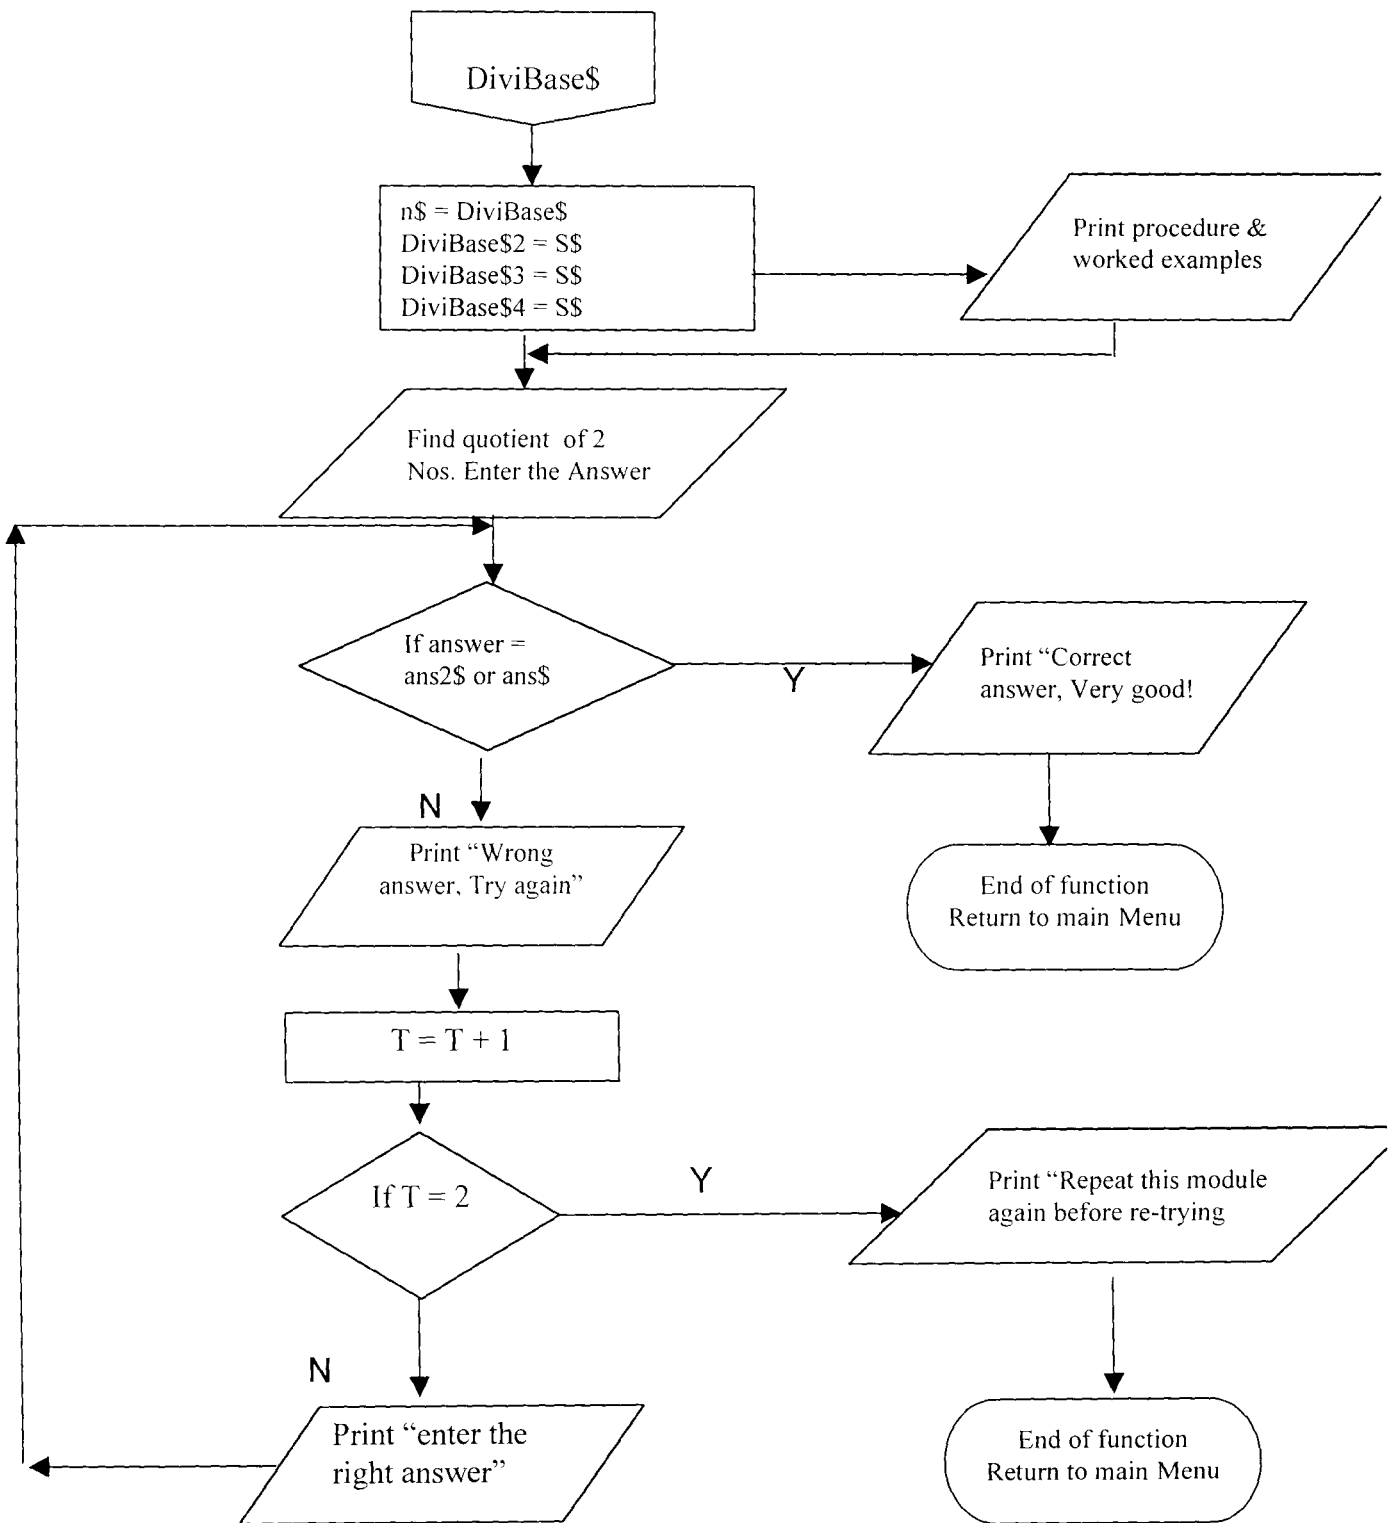 DiviBase$
n$ = DiviBase$
DiviBase$2 = S$
DiviBase$3 = S$
DiviBase$4 = S$
Print procedure &
worked examples
Find quotient of 2
Nos. Enter the Answer
If answer =
ans2$ or ans$
Y
Print “Correct
answer, Very good!
N
Print “Wrong
answer, Try again”
End of function
Return to main Menu
T = T + 1
If T = 2
Y
Print “Repeat this module
again before re-trying
N
Print “enter the
right answer”
End of function
Return to main Menu